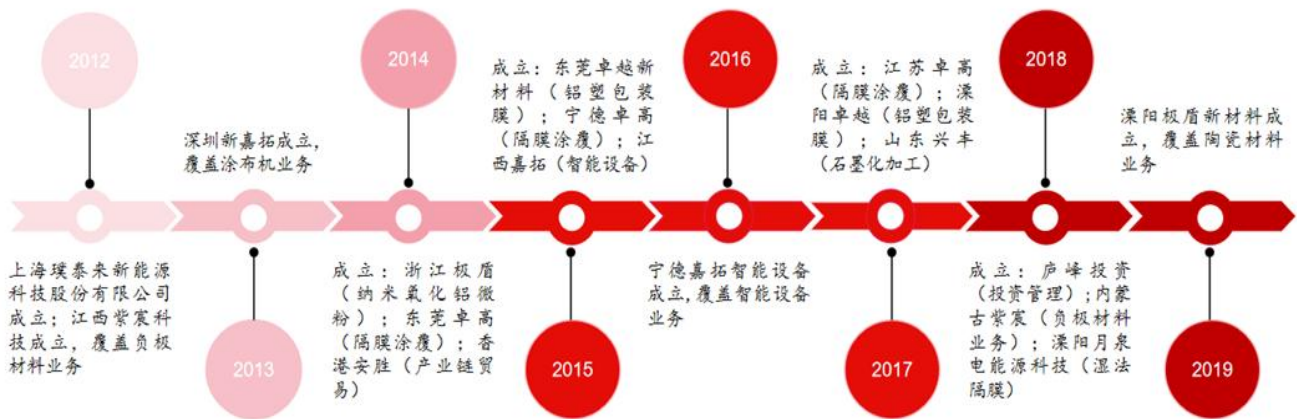 2012
上海璞泰来新能源
科技股份有限公司
成立；江西紫宸科
技成立，覆盖负极
材料业务
深圳新嘉拓成立，
覆盖涂布机业务
2013
2014
成立：浙江极盾
（纳米氧化铝微
粉）；东莞卓高
（隔膜涂覆）；香
港安胜（产业链贸
易）
成立：东莞卓越新
材料（铝塑包装
膜）；宁德卓高
（隔膜涂覆）；江
西嘉拓（智能设备）
2015
2016
宁德嘉拓智能设备
成立,覆盖智能设备
业务
成立：江苏卓高
（隔膜涂覆）；溧
阳卓越（铝塑包装
膜）；山东兴丰
（石墨化加工）
2017
2018
成立：庐峰投资
（投资管理）;内蒙
古紫宸（负极材料
业务）；溧阳月泉
电能源科技（湿法
隔膜）
溧阳极盾新材料成
立，覆盖陶瓷材料
业务
2019